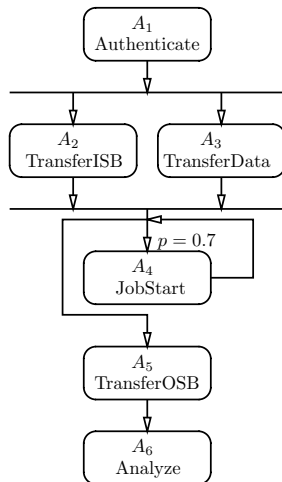 A₁
Authenticate
A₂
TransferISB
A₃
TransferData
p = 0.7
A₄
JobStart
A₅
TransferOSB
A₆
Analyze